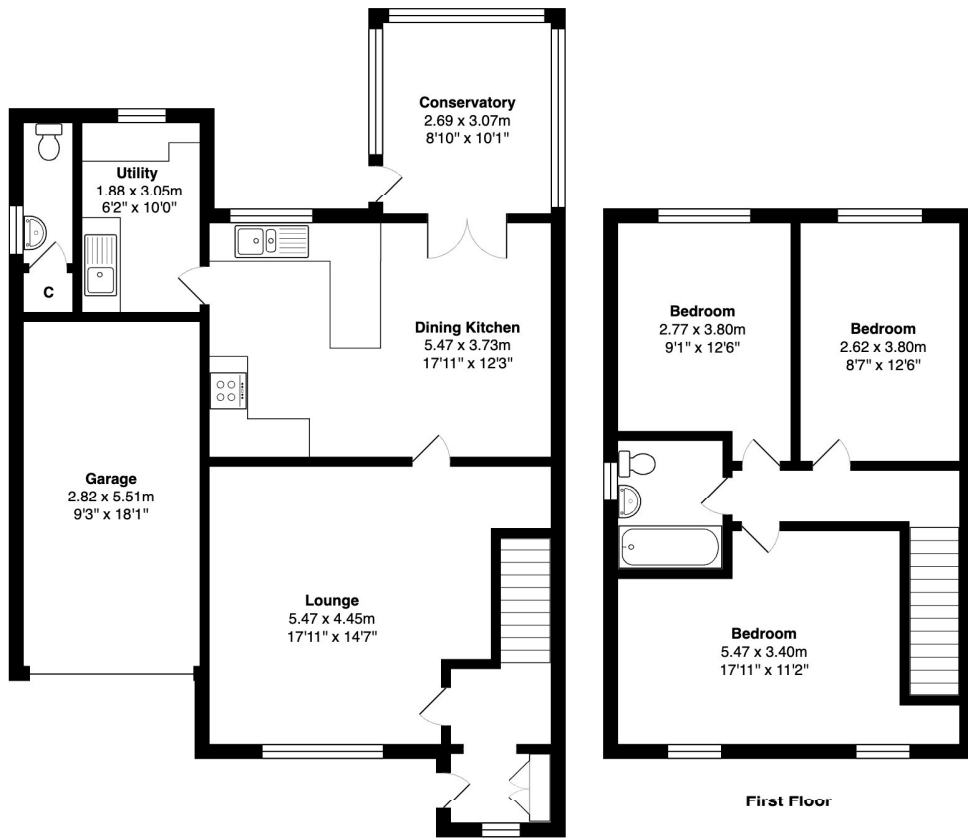 Conservatory
2.69 x 3.07m
8'10" x 10'1"
Utility
1.88 x 3.05m
6'2" x 10'0"
C
Dining Kitchen
5.47 x 3.73m
17'11" x 12'3"
Garage
2.82 x 5.51m
9'3" x 18'1"
Lounge
5.47 x 4.45m
17'11" x 14'7"
Bedroom
2.77 x 3.80m
9'1" x 12'6"
Bedroom
2.62 x 3.80m
8'7" x 12'6"
Bedroom
5.47 x 3.40m
17'11" x 11'2"
First Floor